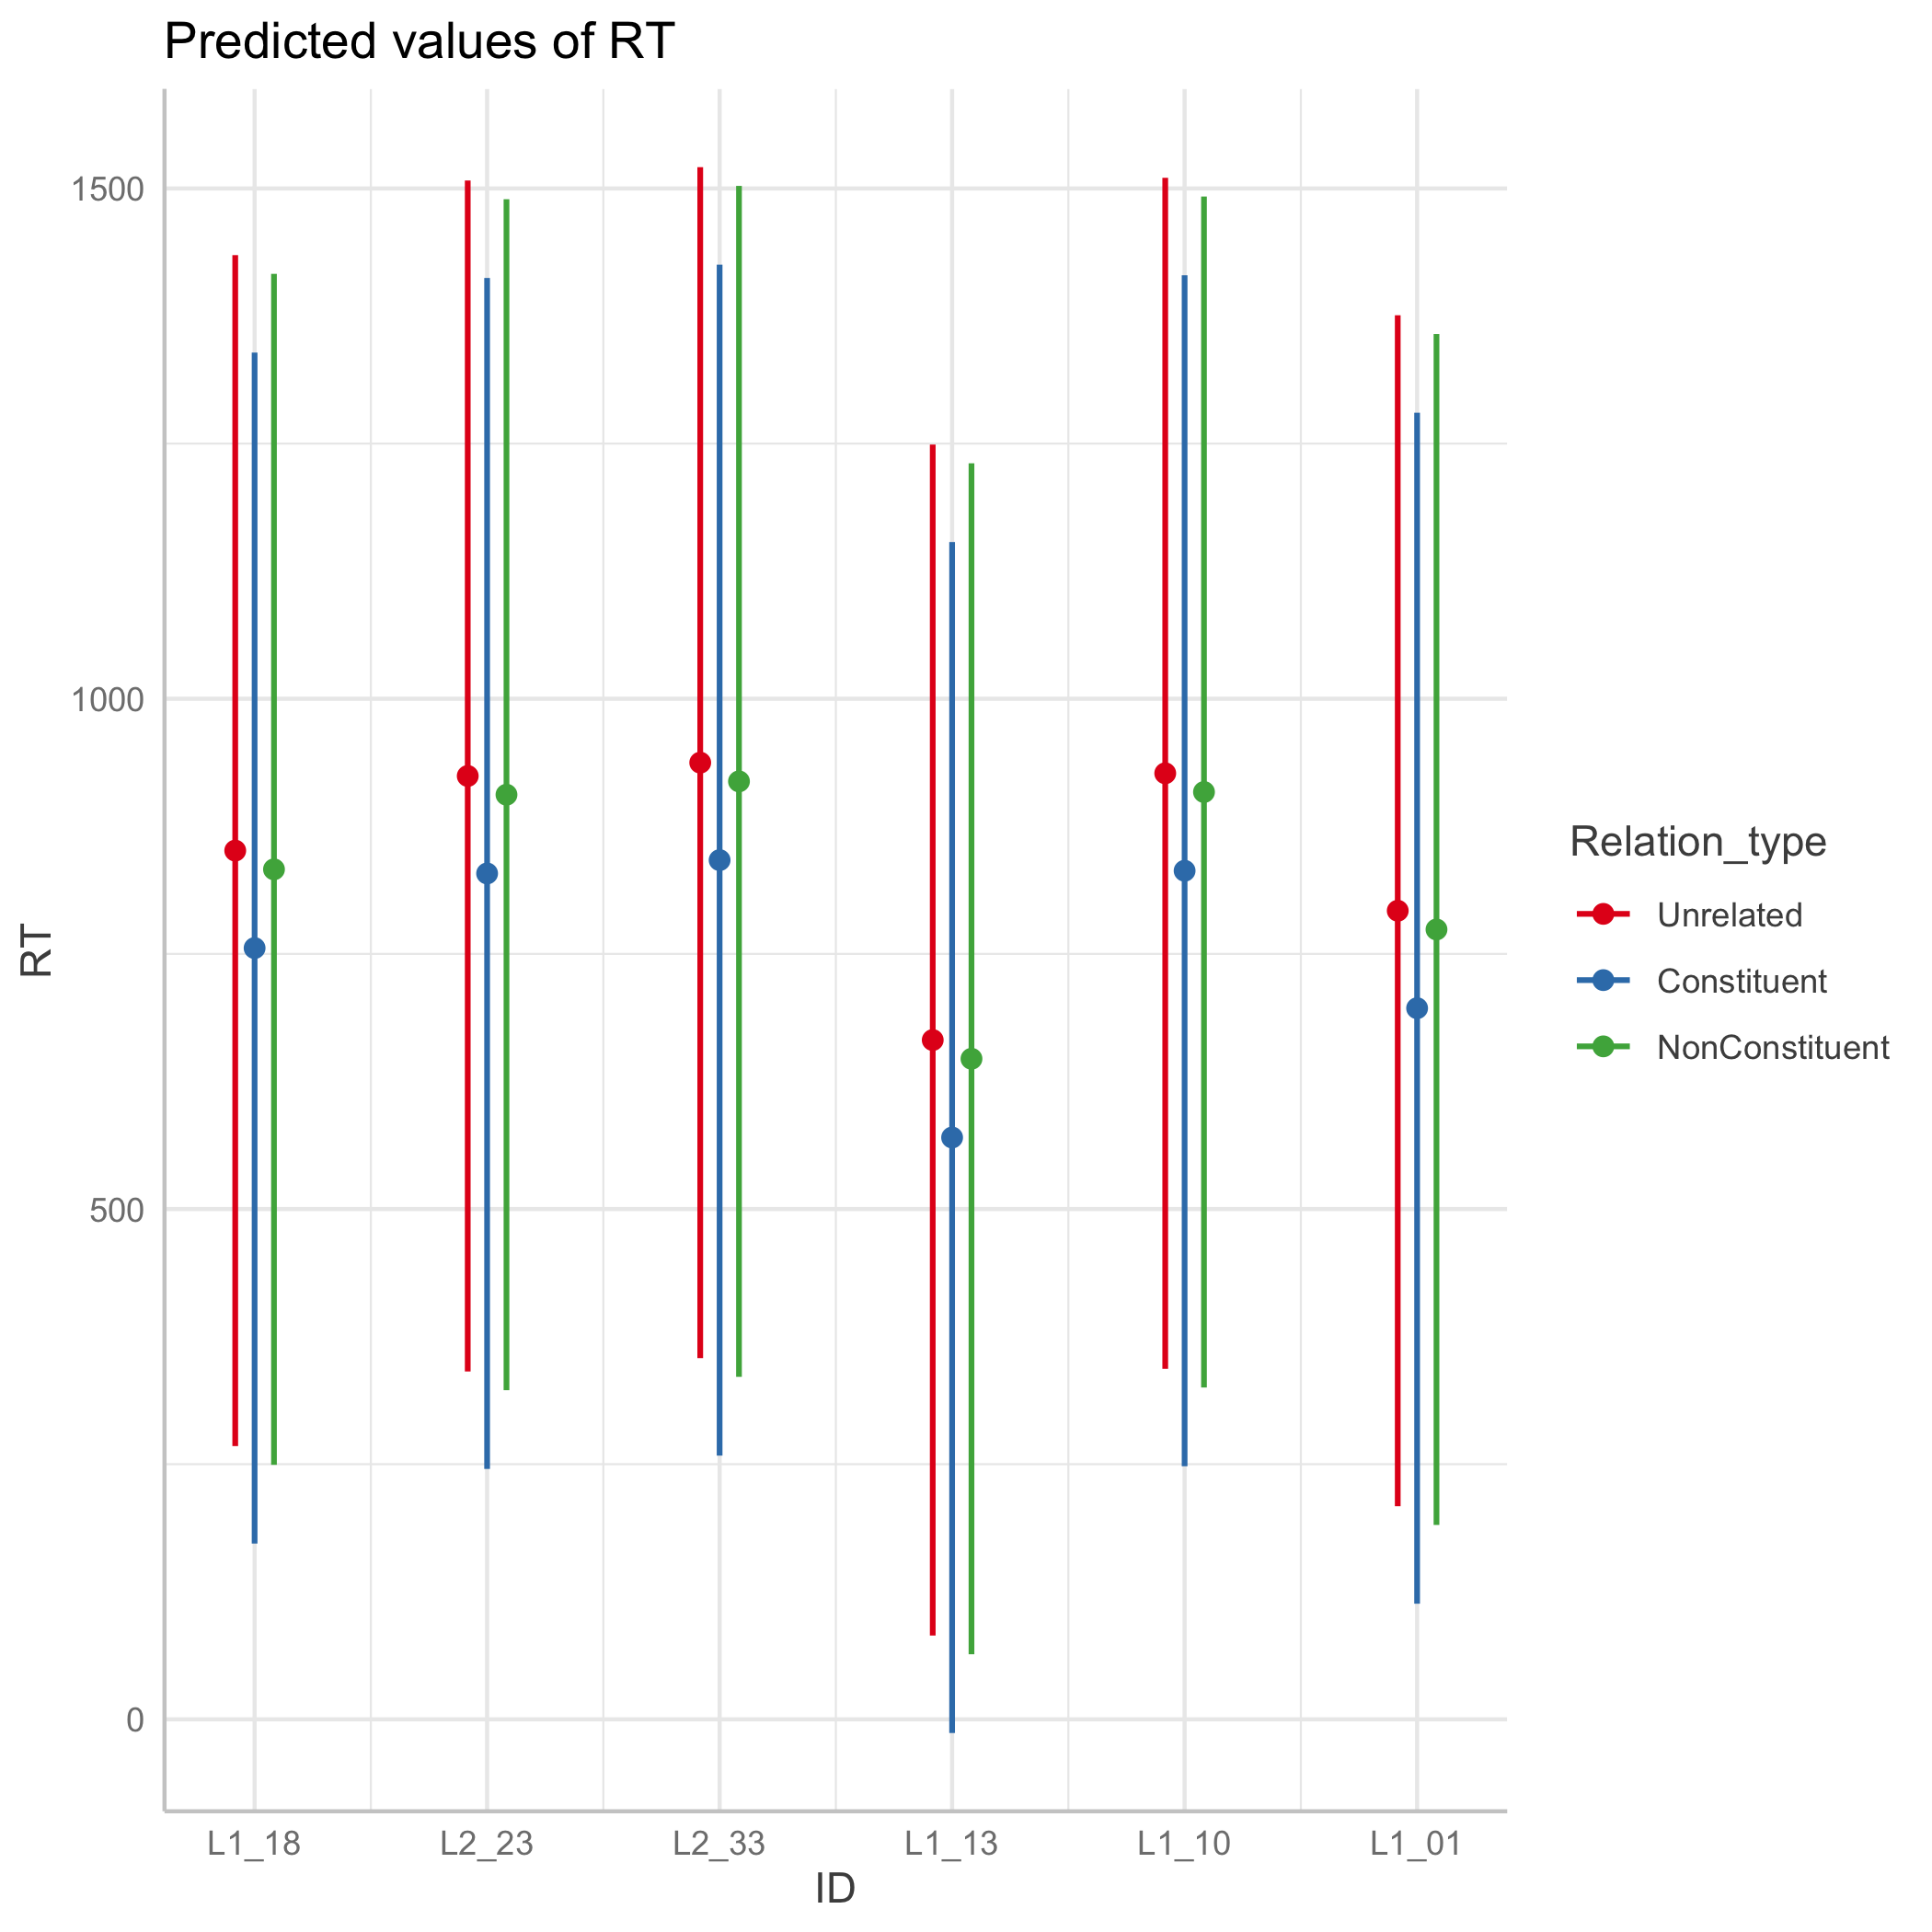 Predicted values of RT
1500
1000
500
0
RT
L1_18 L2_23 L2_33 L1_13 L1_10 L1_01
ID
Relation_type
Unrelated
Constituent
NonConstituent